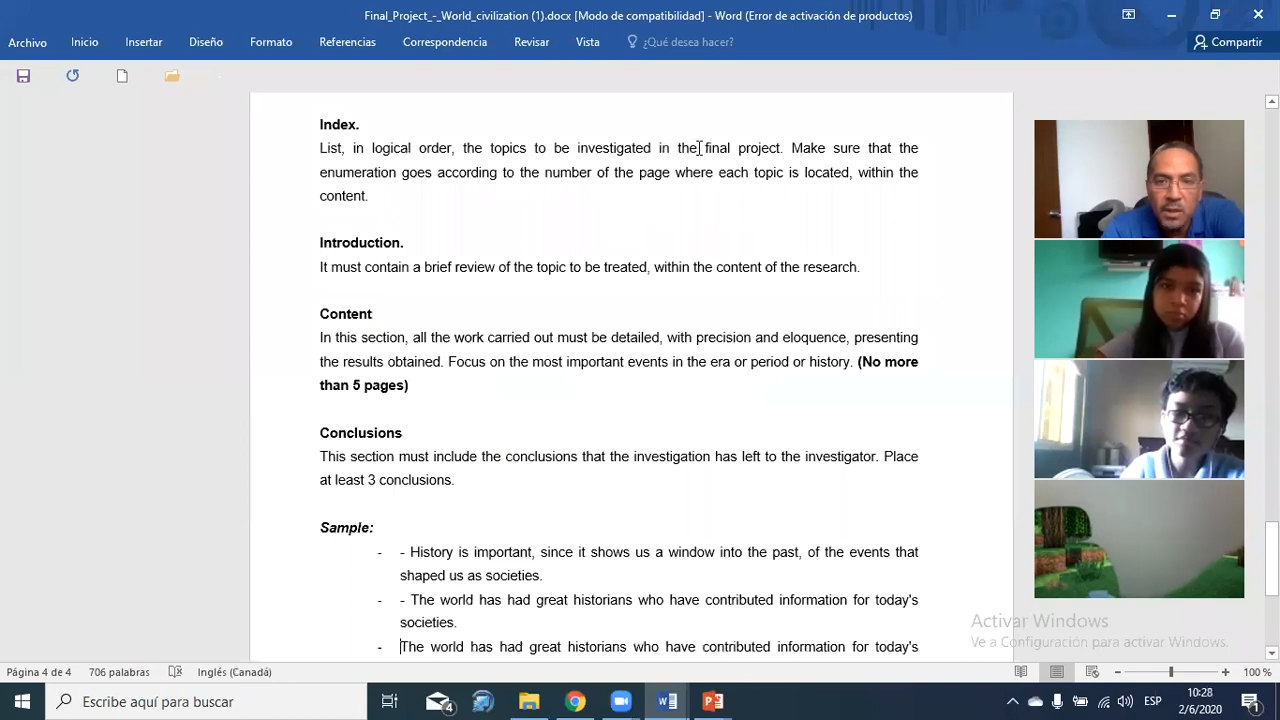 Final_Project_-_World_civilization (1).docx [Modo de compatibilidad] - Word (Error de activación de productos)
Archivo Inicio Insertar Diseño Formato Referencias Correspondencia Revisar Vista ¿Qué desea hacer? Compartir
Index.
List, in logical order, the topics to be investigated in the final project. Make sure that the
enumeration goes according to the number of the page where each topic is located, within the
content.
Introduction.
It must contain a brief review of the topic to be treated, within the content of the research.
Content
In this section, all the work carried out must be detailed, with precision and eloquence, presenting
the results obtained. Focus on the most important events in the era or period or history. (No more
than 5 pages)
Conclusions
This section must include the conclusions that the investigation has left to the investigator. Place
at least 3 conclusions.
Sample:
- - History is important, since it shows us a window into the past, of the events that
shaped us as societies.
- - The world has had great historians who have contributed information for today's
societies.
- The world has had great historians who have contributed information for today's
Activar Windows
Ve a Configuración para activar Windows.
Página 4 de 4 706 palabras Inglés (Canadá) 100 %
Escribe aquí para buscar 4 ESP 10:28
2/6/2020 1